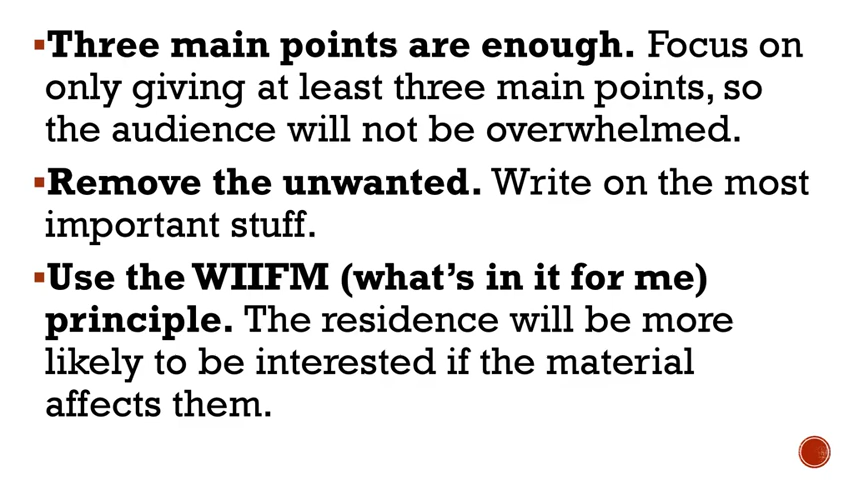 ▪Three main points are enough. Focus on
only giving at least three main points, so
the audience will not be overwhelmed.
▪Remove the unwanted. Write on the most
important stuff.
▪Use the WIIFM (what's in it for me)
principle. The residence will be more
likely to be interested if the material
affects them.